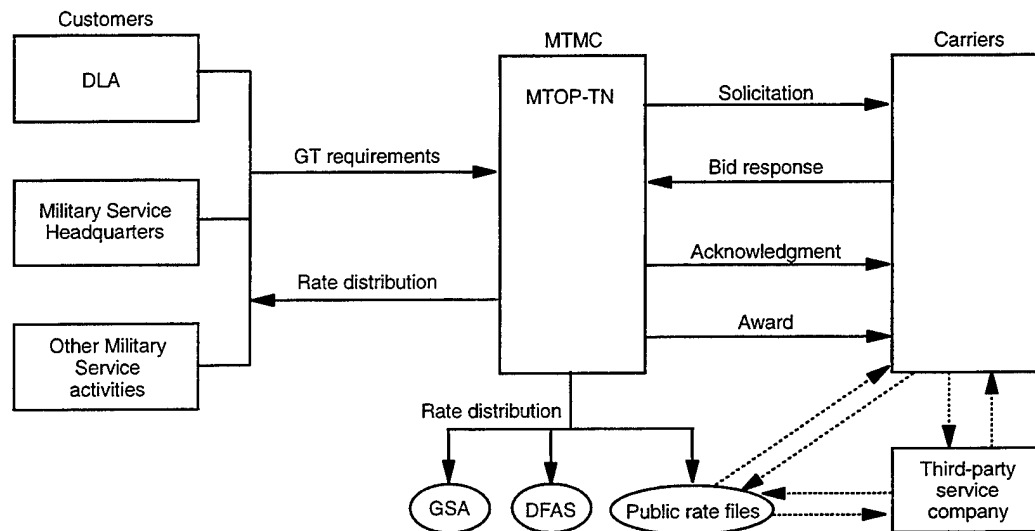 Customers
DLA
Military Service
Headquarters
Other Military
Service
activities
GT requirements
Rate distribution
MTMC
MTOP-TN
Solicitation
Bid response
Acknowledgment
Award
Carriers
Rate distribution
GSA
DFAS
Public rate files
Third-party
service
company